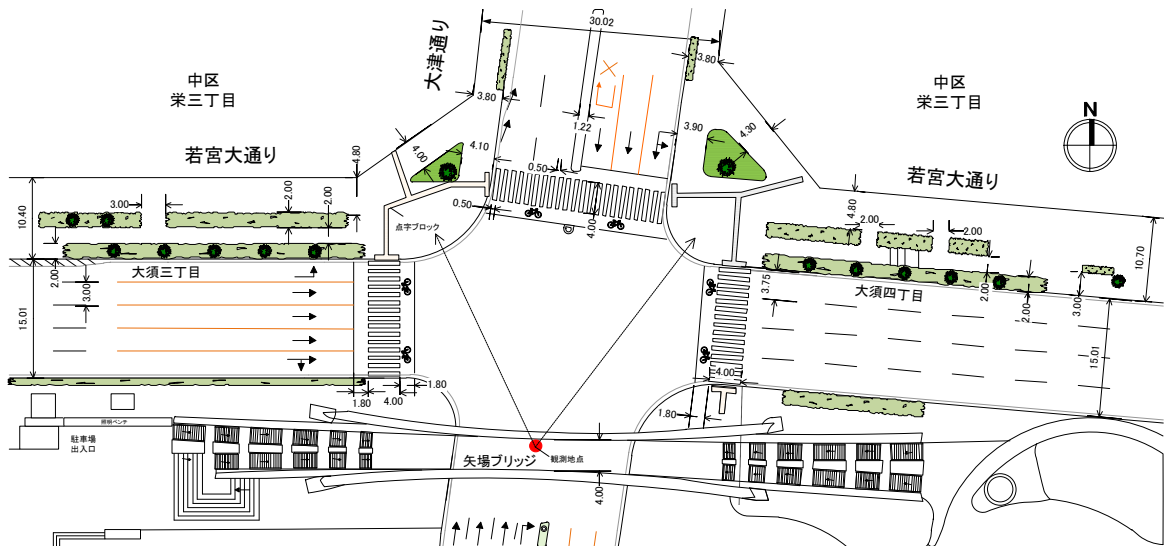 30.02
大津通り
3.80
中区
栄三丁目
中区
栄三丁目
3.80
1.22
3.90
4.30
N
4.00
4.10
若宮大通り
4.80
0.50
若宮大通り
10.40
3.00
2.00
2.00
0.50
4.00
点字ブロック
4.80
2.00
2.00
10.70
大須三丁目
2.00
3.00
3.75
大須四丁目
2.00
2.00
3.00
15.01
15.01
1.80
4.00
1.80
4.00
1.80
照明ベンチ
駐車場
出入口
矢場ブリッジ
観測地点
4.00